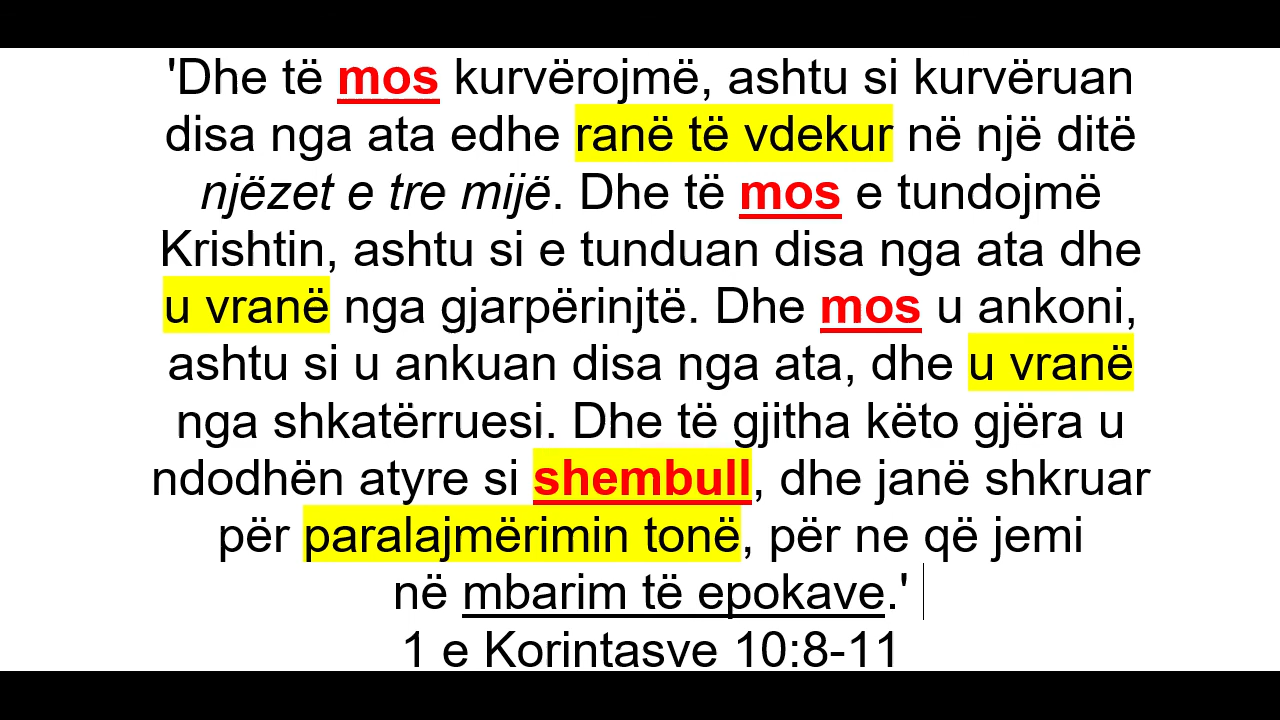 'Dhe të mos kurvërojmë, ashtu si kurvëruan
disa nga ata edhe ranë të vdekur në një ditë
njëzet e tre mijë. Dhe të mos e tundojmë
Krishtin, ashtu si e tunduan disa nga ata dhe
u vranë nga gjarpërinjtë. Dhe mos u ankoni,
ashtu si u ankuan disa nga ata, dhe u vranë
nga shkatërruesi. Dhe të gjitha këto gjëra u
ndodhën atyre si shembull, dhe janë shkruar
për paralajmërimin tonë, për ne që jemi
në mbarim të epokave.'
1 e Korintasve 10:8-11